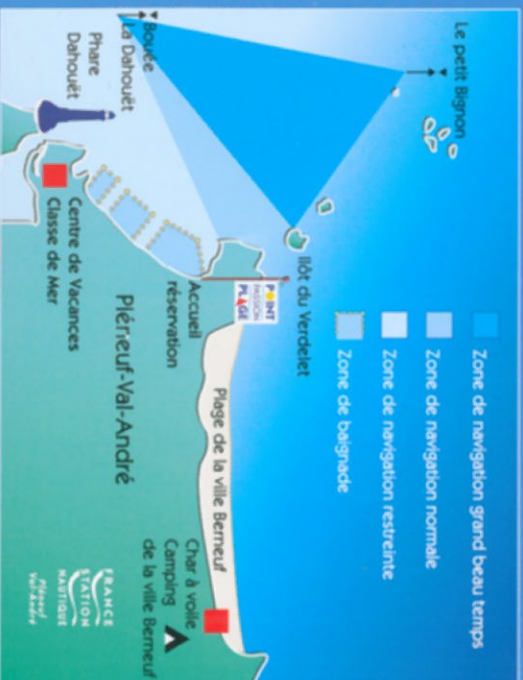 Le petit Bignon
Bouée
La Dahouët
Phare
Dahouët
Ilôt du Verdelet
Zone de navigation grand beau temps
Zone de navigation normale
Zone de navigation restreinte
Zone de baignade
POINT
PASSION
PLAGE
Accueil
réservation
Centre de Vacances
Classe de Mer
Pléneuf-Val-André
Plage de la ville Berneuf
Char à voile
Camping
de la ville Berneuf
FRANCE
STATION
NAUTIQUE
Pléneuf
Val-André